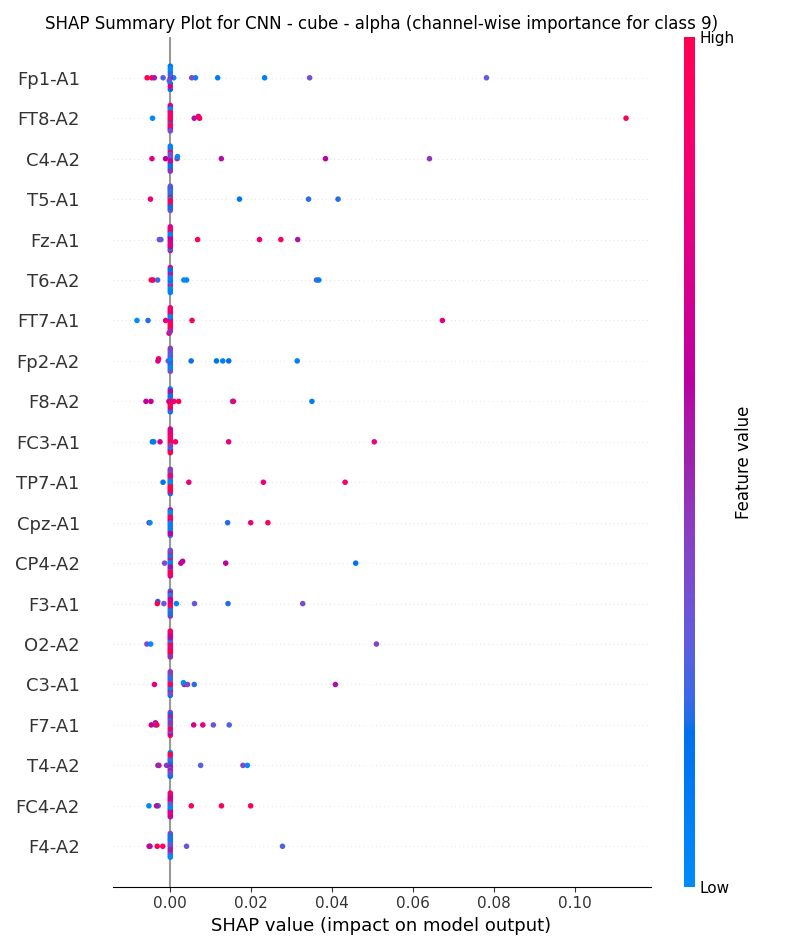 SHAP Summary Plot for CNN - cube - alpha (channel-wise importance for class 9)
High
Fp1-A1
FT8-A2
C4-A2
T5-A1
Fz-A1
T6-A2
FT7-A1
Fp2-A2
F8-A2
FC3-A1
TP7-A1
Cpz-A1
CP4-A2
F3-A1
O2-A2
C3-A1
F7-A1
T4-A2
FC4-A2
F4-A2
Feature value
Low
0.00 0.02 0.04 0.06 0.08 0.10
SHAP value (impact on model output)